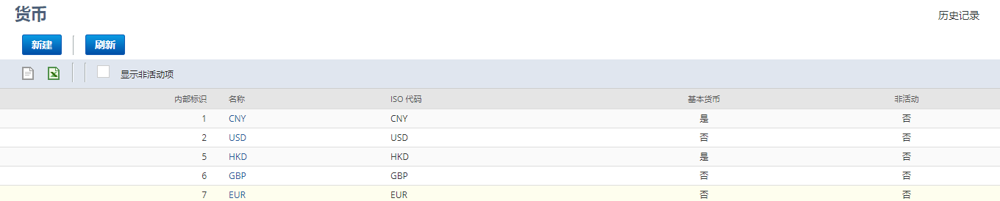 货币
历史记录
新建 刷新
显示非活动项
内部标识 名称 ISO 代码 基本货币 非活动
1 CNY CNY 是 否
2 USD USD 否 否
5 HKD HKD 是 否
6 GBP GBP 否 否
7 EUR EUR 否 否